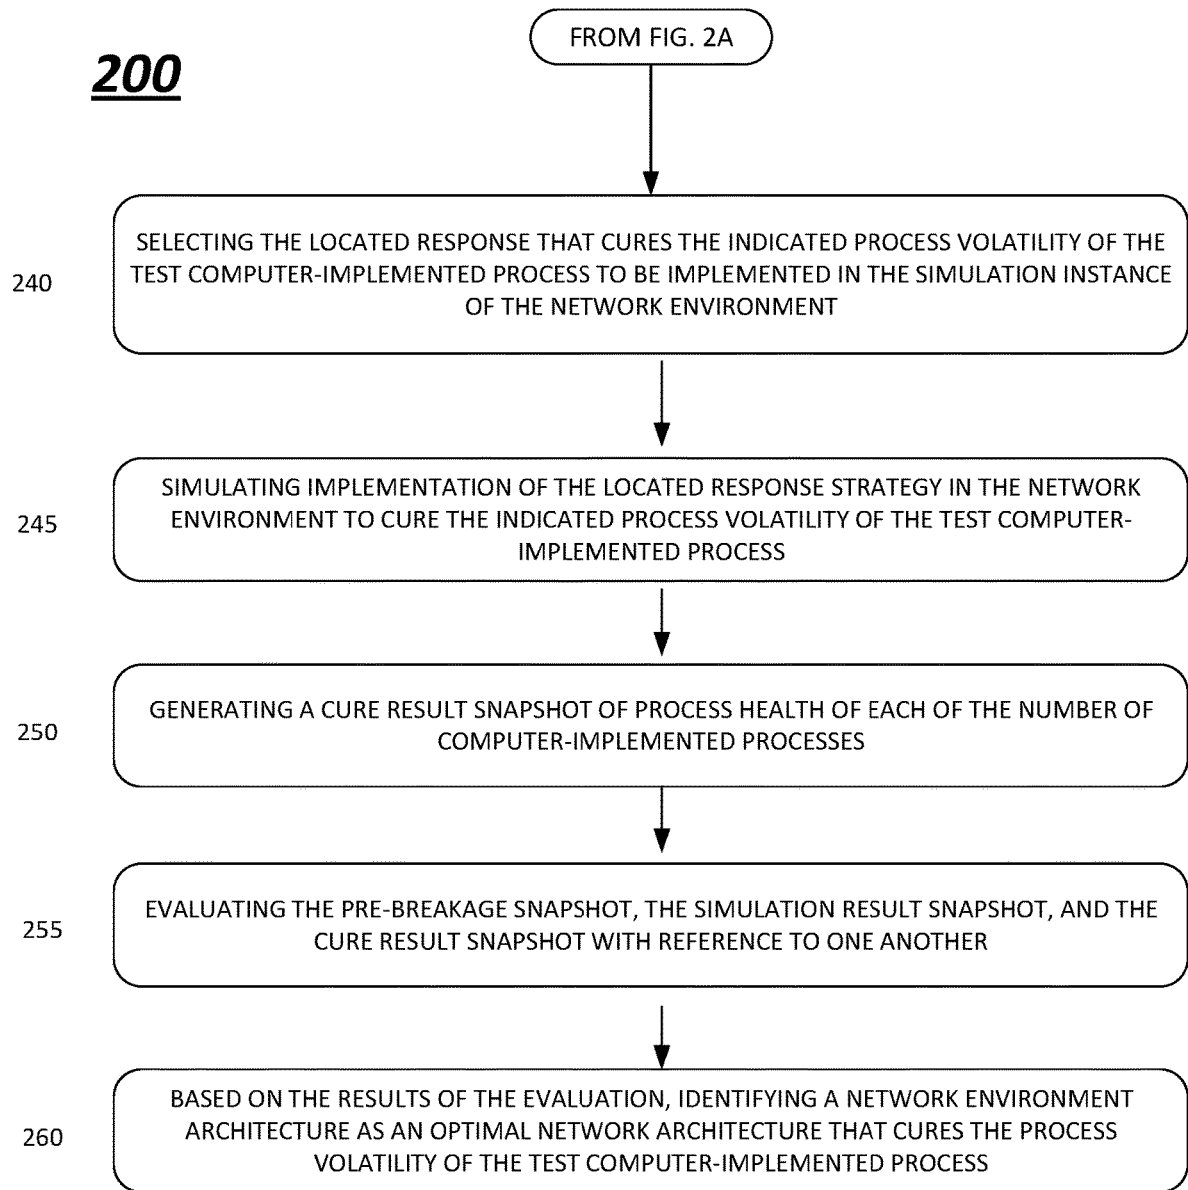 FROM FIG. 2A
200
240
SELECTING THE LOCATED RESPONSE THAT CURES THE INDICATED PROCESS VOLATILITY OF THE
TEST COMPUTER-IMPLEMENTED PROCESS TO BE IMPLEMENTED IN THE SIMULATION INSTANCE
OF THE NETWORK ENVIRONMENT
245
SIMULATING IMPLEMENTATION OF THE LOCATED RESPONSE STRATEGY IN THE NETWORK
ENVIRONMENT TO CURE THE INDICATED PROCESS VOLATILITY OF THE TEST COMPUTER-
IMPLEMENTED PROCESS
250
GENERATING A CURE RESULT SNAPSHOT OF PROCESS HEALTH OF EACH OF THE NUMBER OF
COMPUTER-IMPLEMENTED PROCESSES
255
EVALUATING THE PRE-BREAKAGE SNAPSHOT, THE SIMULATION RESULT SNAPSHOT, AND THE
CURE RESULT SNAPSHOT WITH REFERENCE TO ONE ANOTHER
260
BASED ON THE RESULTS OF THE EVALUATION, IDENTIFYING A NETWORK ENVIRONMENT
ARCHITECTURE AS AN OPTIMAL NETWORK ARCHITECTURE THAT CURES THE PROCESS
VOLATILITY OF THE TEST COMPUTER-IMPLEMENTED PROCESS